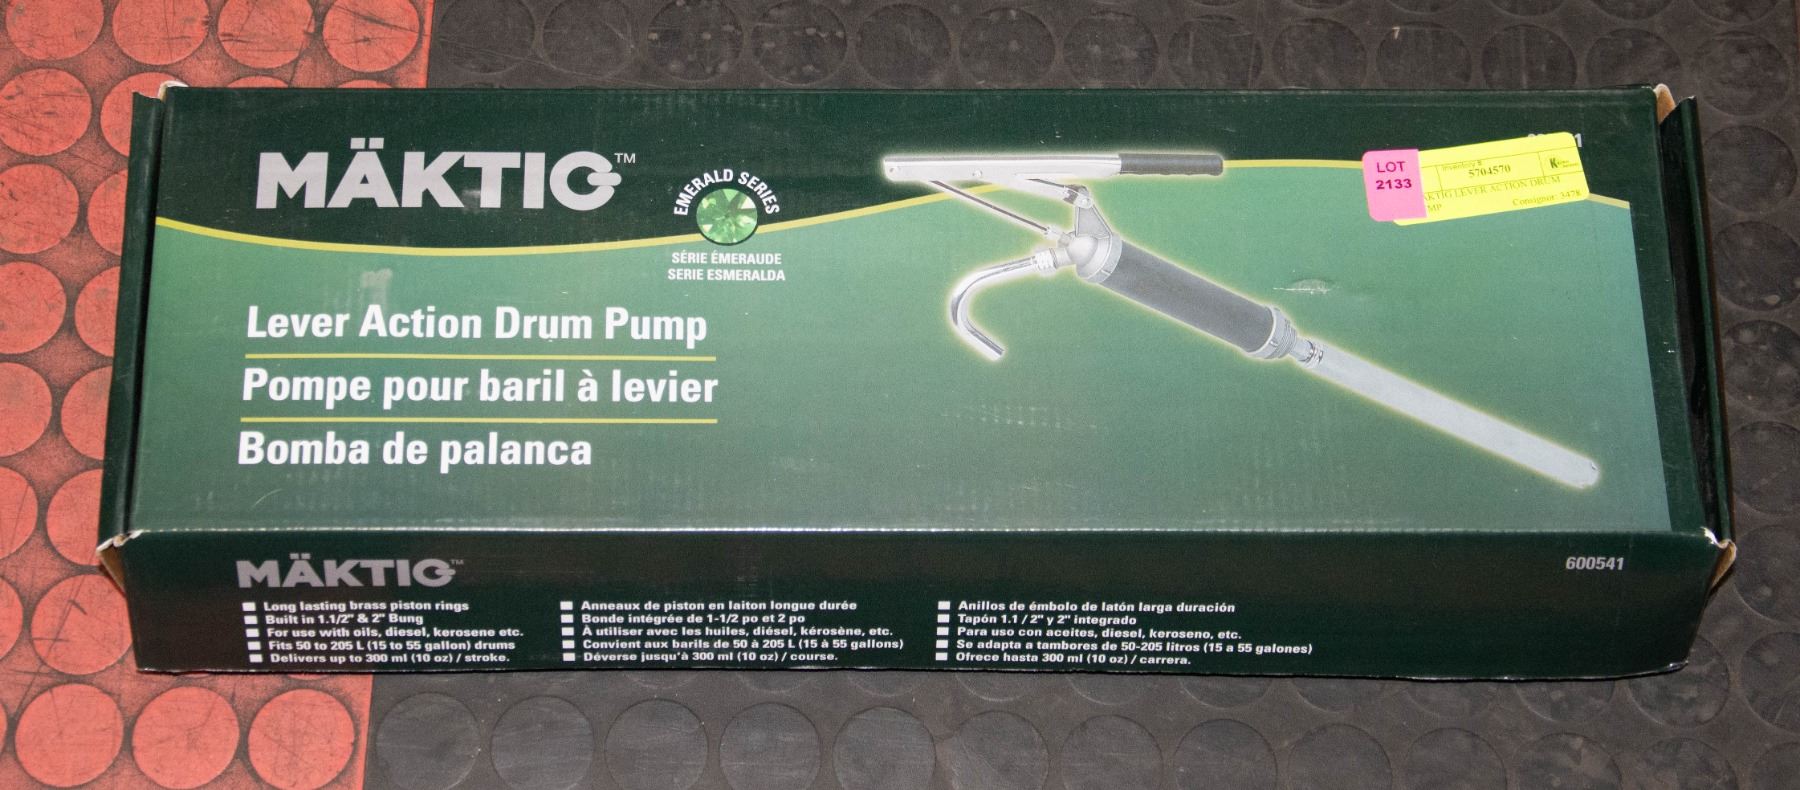 MÄKTIG™
EMERALD SERIES
SÉRIE ÉMERAUDE
SERIE ESMERALDA
Lever Action Drum Pump
Pompe pour baril à levier
Bomba de palanca
LOT
2133
Inventory #
5704570
LEVER ACTION DRUM
Consignor: 3478
MÄKTIG™
600541
Long lasting brass piston rings
Built in 1.1/2" & 2" Bung
For use with oils, diesel, kerosene etc.
Fits 50 to 205 L (15 to 55 gallon) drums
Delivers up to 300 ml (10 oz) / stroke.
Anneaux de piston en laiton longue durée
Bonde intégrée de 1-1/2 po et 2 po
À utiliser avec les huiles, diésel, kérosène, etc.
Convient aux barils de 50 à 205 L (15 à 55 gallons)
Déverse jusqu'à 300 ml (10 oz) / course.
Anillos de émbolo de latón larga duración
Tapón 1.1 / 2" y 2" integrado
Para uso con aceites, diesel, keroseno, etc.
Se adapta a tambores de 50-205 litros (15 a 55 galones)
Ofrece hasta 300 ml (10 oz) / carrera.